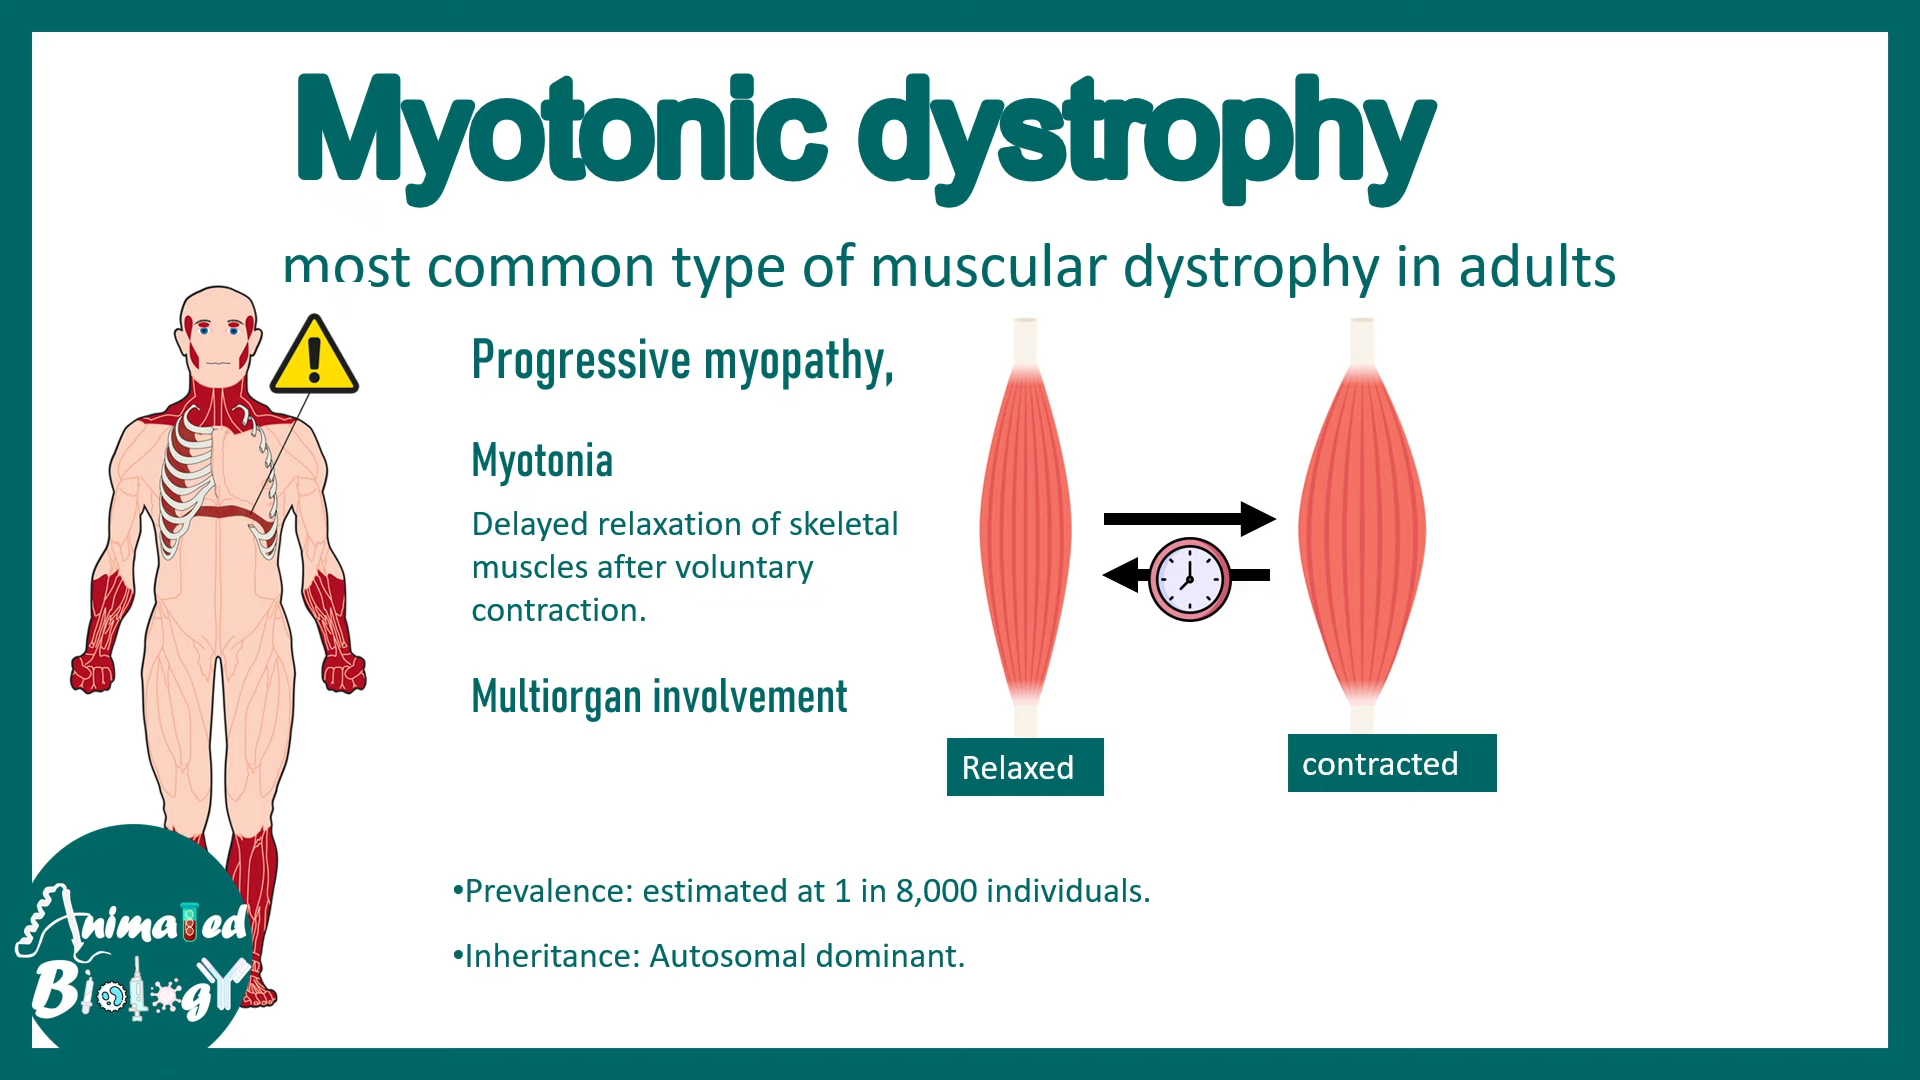 Myotonic dystrophy
most common type of muscular dystrophy in adults
Progressive myopathy,
Myotonia
Delayed relaxation of skeletal
muscles after voluntary
contraction.
Multiorgan involvement
Relaxed
contracted
•Prevalence: estimated at 1 in 8,000 individuals.
•Inheritance: Autosomal dominant.
Animated
BiologY